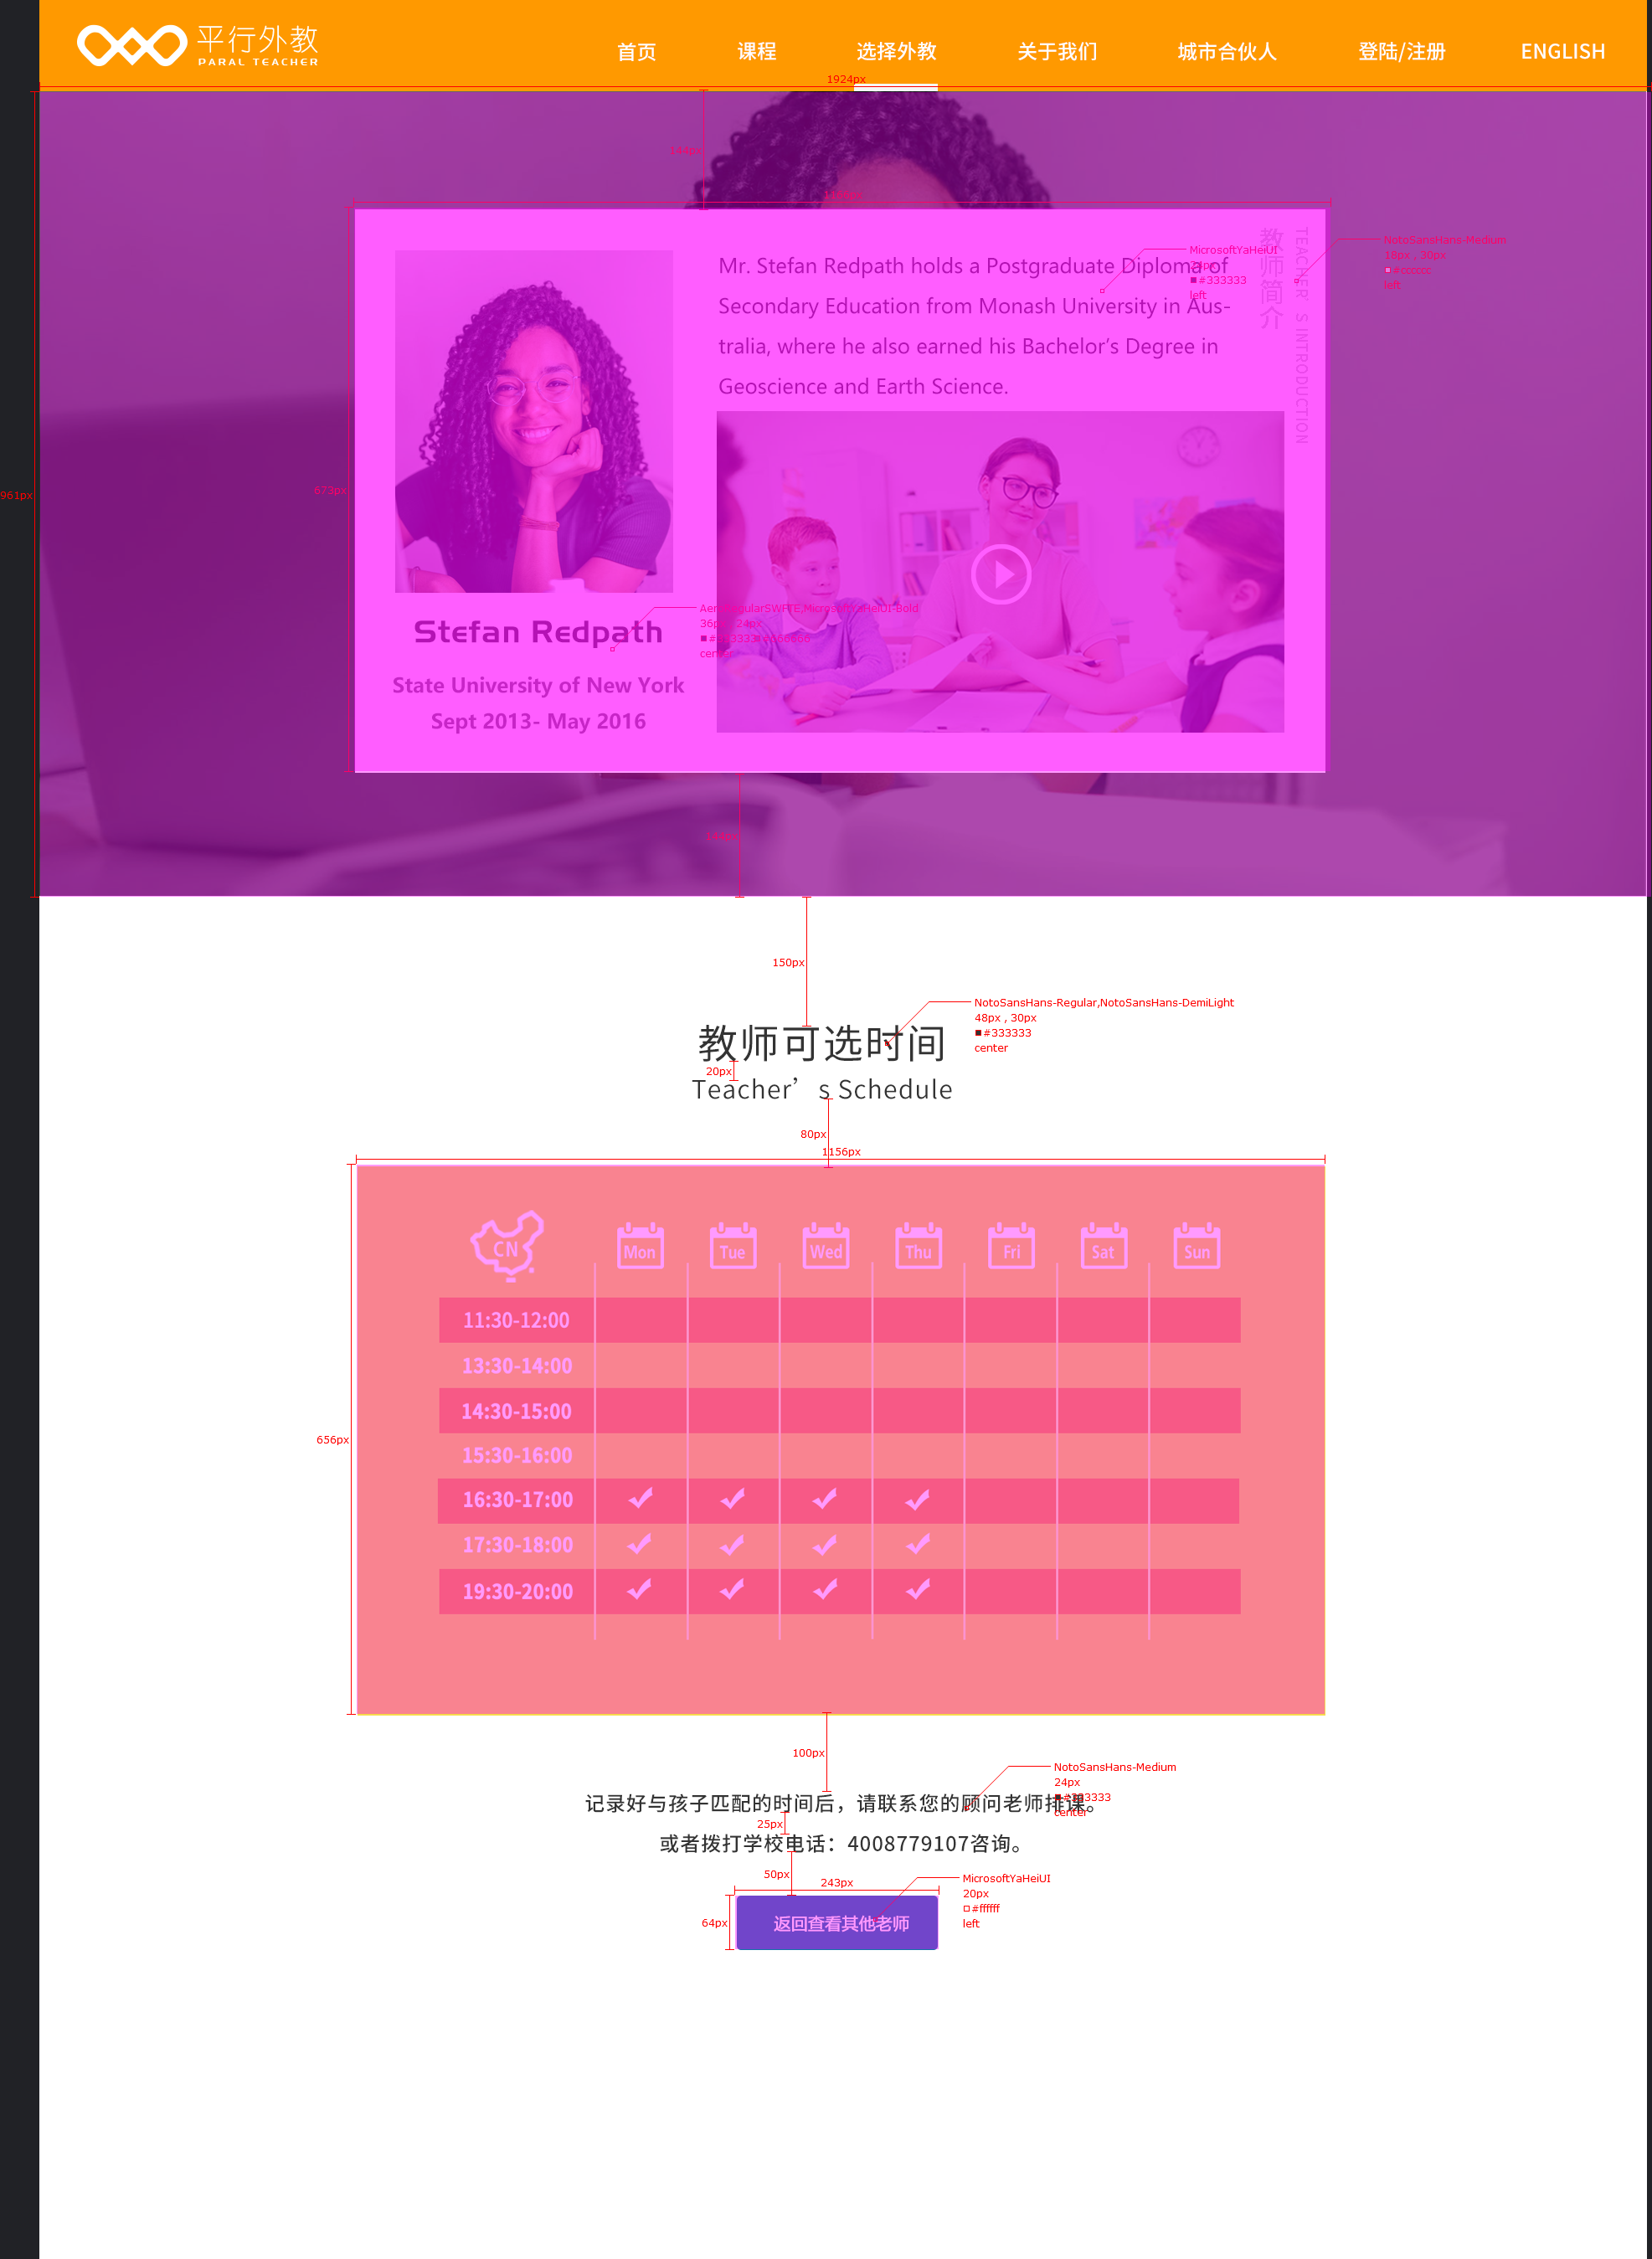 平行外教
PARAL TEACHER
首页 课程 选择外教 关于我们 城市合伙人 登陆/注册 ENGLISH
1924px
144px
961px
673px
教师简介
TEACHER’S INTRODUCTION
NotoSansHans-Medium
18px , 30px
#cccccc
left
MicrosoftYaHeiUI
24px
#333333
left
Mr. Stefan Redpath holds a Postgraduate Diploma of
Secondary Education from Monash University in Aus-
tralia, where he also earned his Bachelor’s Degree in
Geoscience and Earth Science.
Stefan Redpath
State University of New York
Sept 2013- May 2016
center
150px
教师可选时间
NotoSansHans-Regular,NotoSansHans-DemiLight
48px , 30px
#333333
center
20px
Teacher’s Schedule
80px
1156px
656px
CN Mon Tue Wed Thu Fri Sat Sun
11:30-12:00
13:30-14:00
14:30-15:00
15:30-16:00
16:30-17:00
17:30-18:00
19:30-20:00
100px
NotoSansHans-Medium
24px
#333333
center
记录好与孩子匹配的时间后，请联系您的顾问老师排课。
25px
或者拨打学校电话：4008779107咨询。
50px
243px
64px
返回查看其他老师
MicrosoftYaHeiUI
20px
#ffffff
left